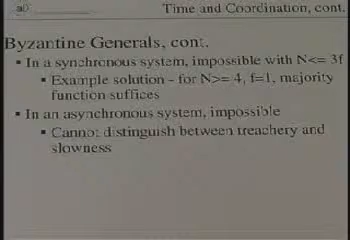 Time and Coordination, cont.
Byzantine Generals, cont.
▪ In a synchronous system, impossible with N<= 3f
▪ Example solution - for N>= 4, f=1, majority
function suffices
▪ In an asynchronous system, impossible
▪ Cannot distinguish between treachery and
slowness